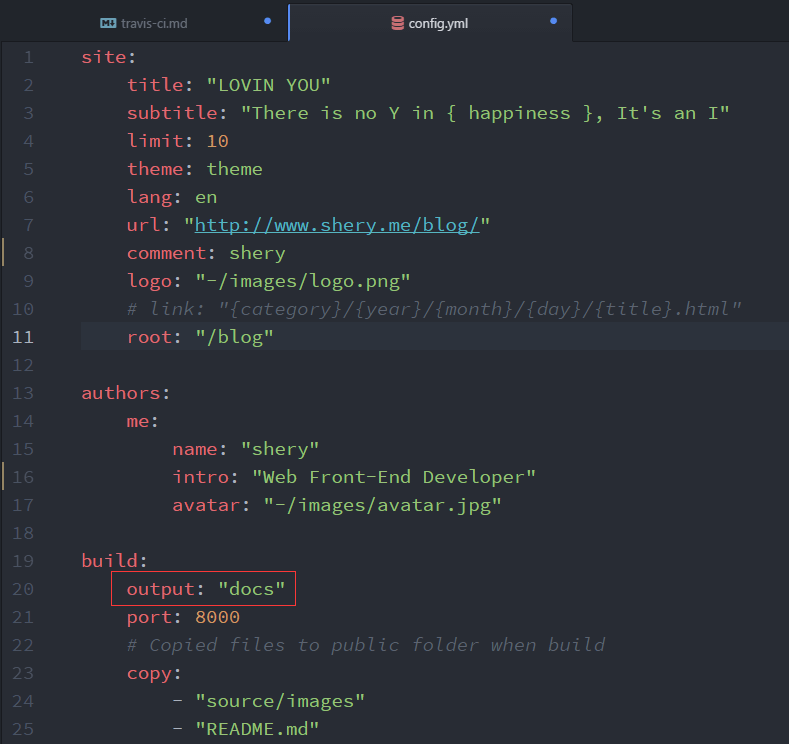 travis-ci.md
config.yml
1 site:
2 title: "LOVIN YOU"
3 subtitle: "There is no Y in { happiness }, It's an I"
4 limit: 10
5 theme: theme
6 lang: en
7 url: "http://www.shery.me/blog/"
8 comment: shery
9 logo: "-/images/logo.png"
10 # link: "{category}/{year}/{month}/{day}/{title}.html"
11 root: "/blog"
12
13 authors:
14 me:
15 name: "shery"
16 intro: "Web Front-End Developer"
17 avatar: "-/images/avatar.jpg"
18
19 build:
20 output: "docs"
21 port: 8000
22 # Copied files to public folder when build
23 copy:
24 - "source/images"
25 - "README.md"